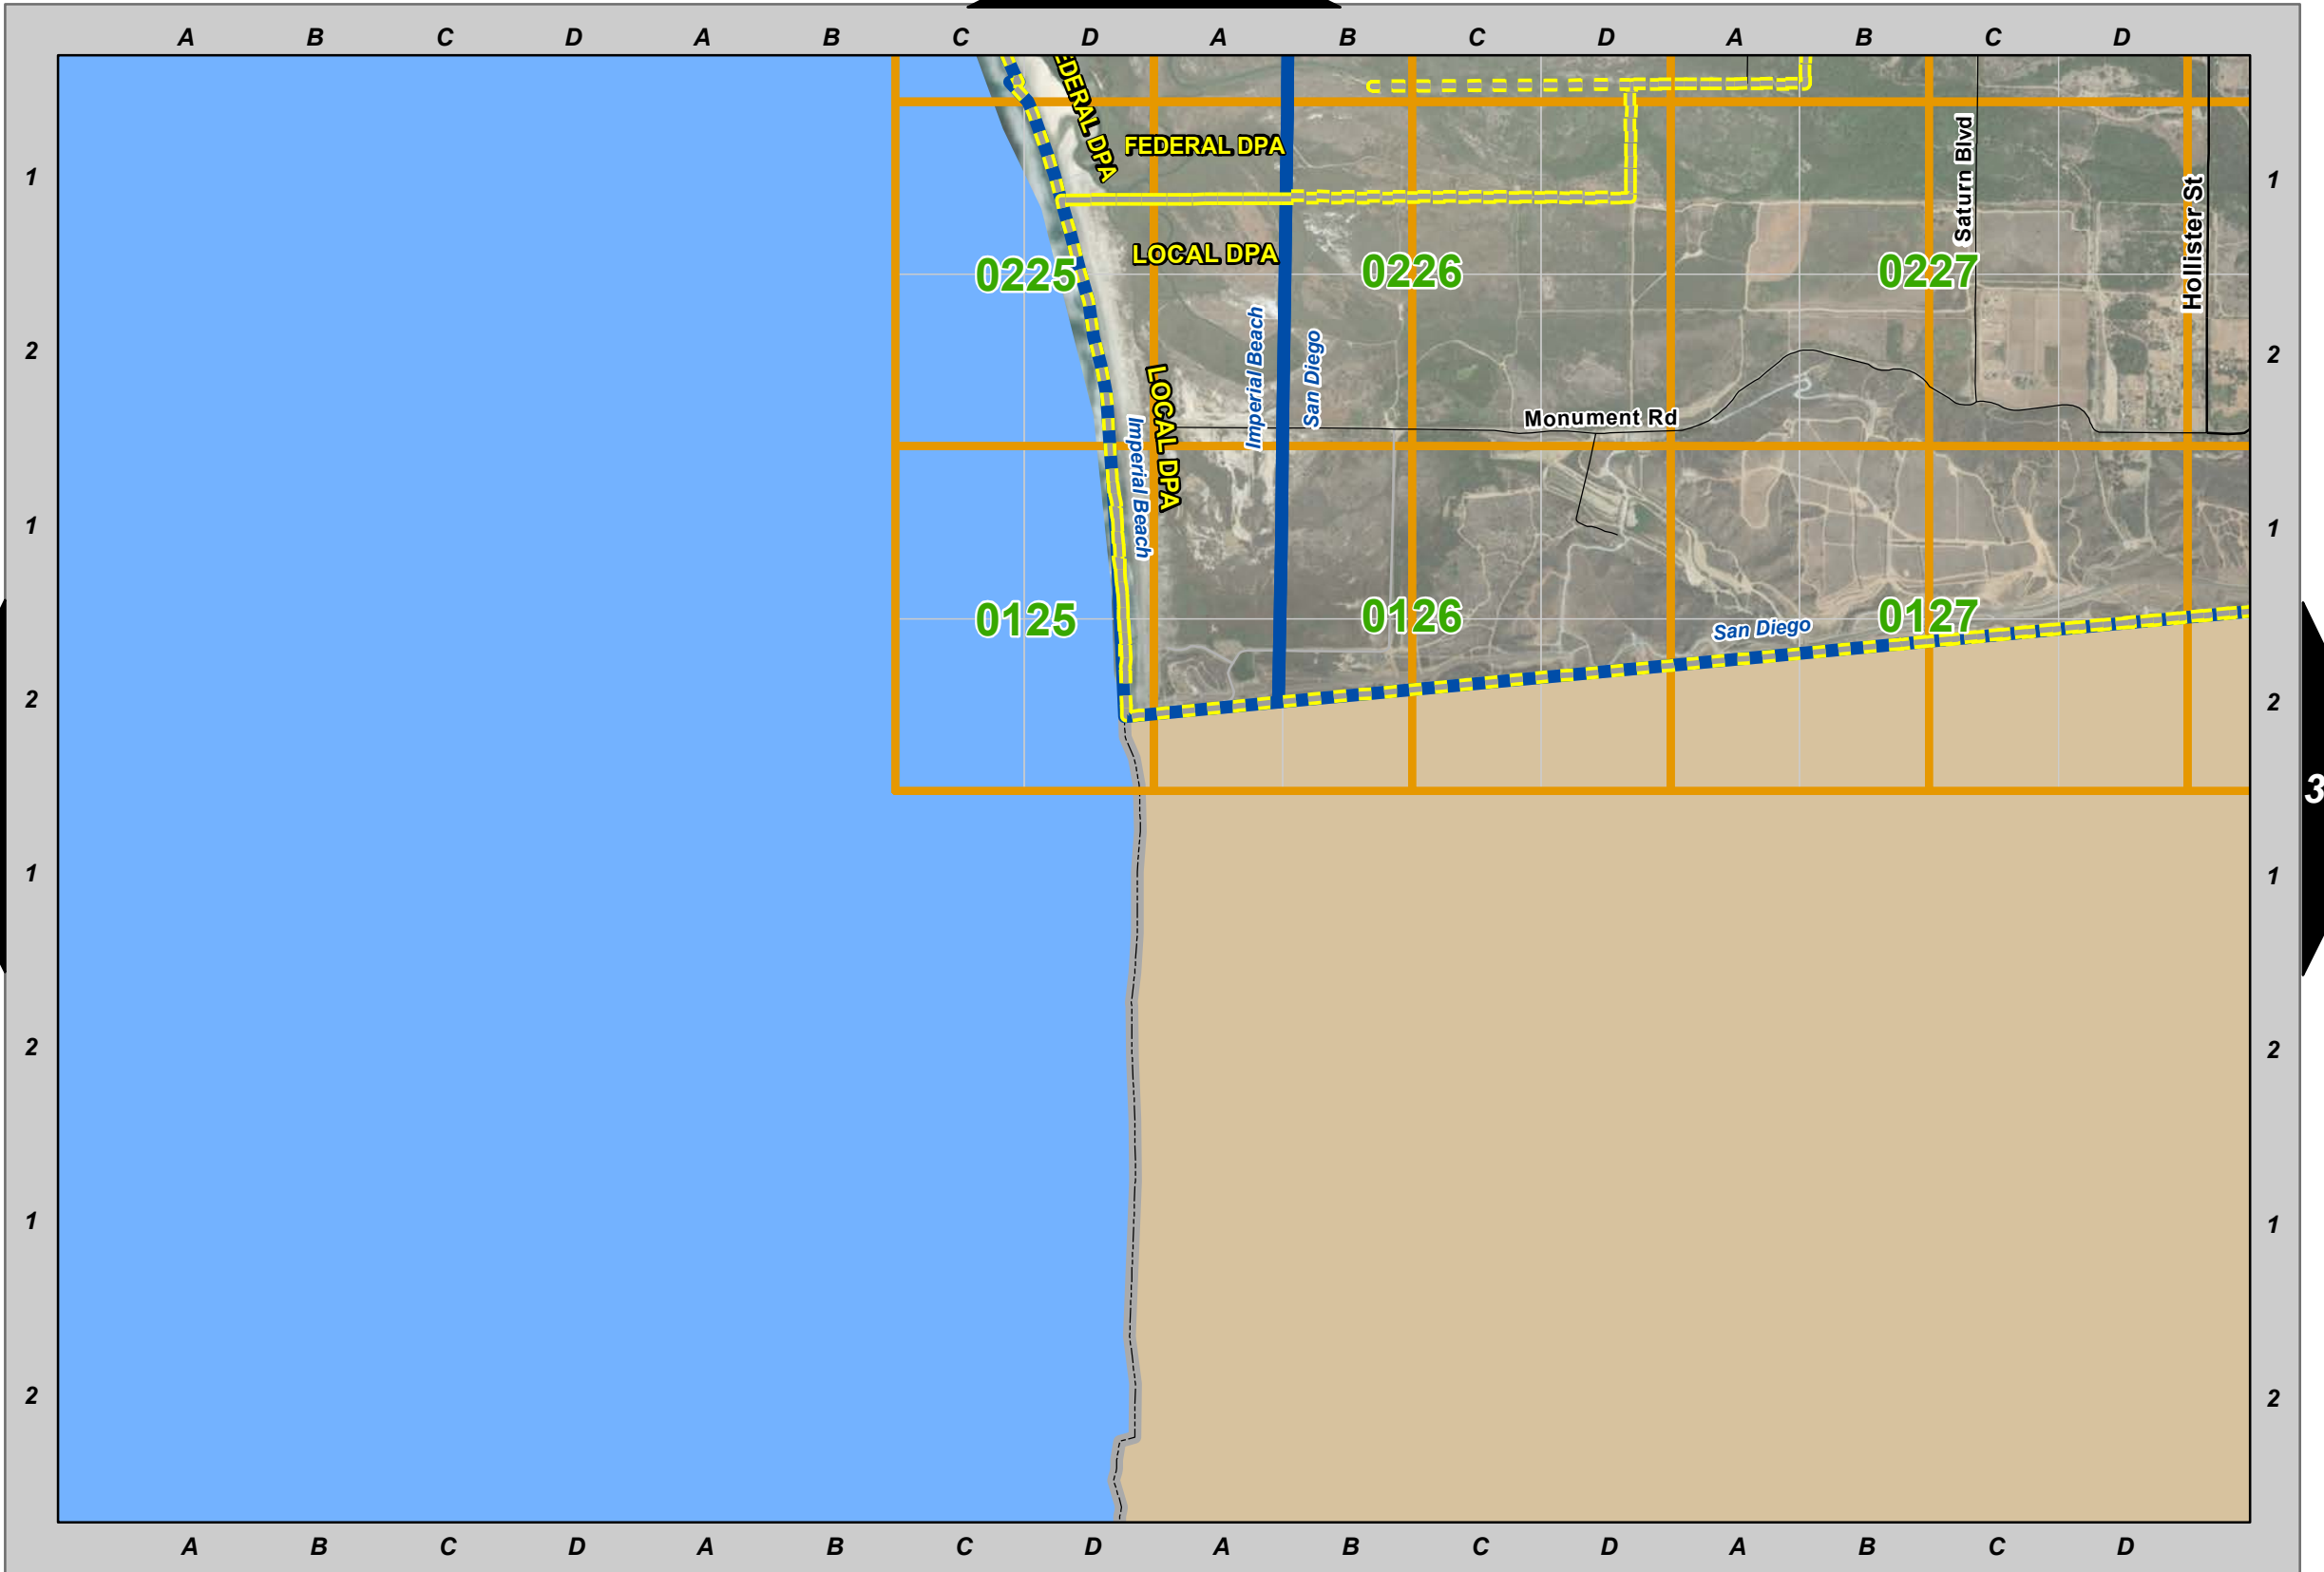 A B C D A B C D A B C D A B C D
FEDERAL DPA
FEDERAL DPA
1
1
Saturn Blvd
Hollister St
LOCAL DPA
0225
0226
0227
Imperial Beach
San Diego
2
2
LOCAL DPA
Monument Rd
Imperial Beach
1
1
0125
0126
0127
San Diego
2
2
3
1
1
2
2
1
1
2
2
A B C D A B C D A B C D A B C D